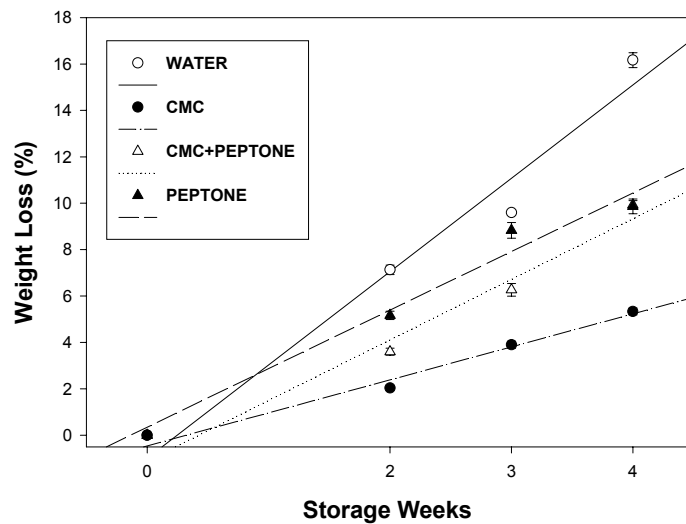 18
16
14
12
10
8
6
4
2
0
Weight Loss (%)
WATER
CMC
CMC+PEPTONE
PEPTONE
0 2 3 4
Storage Weeks